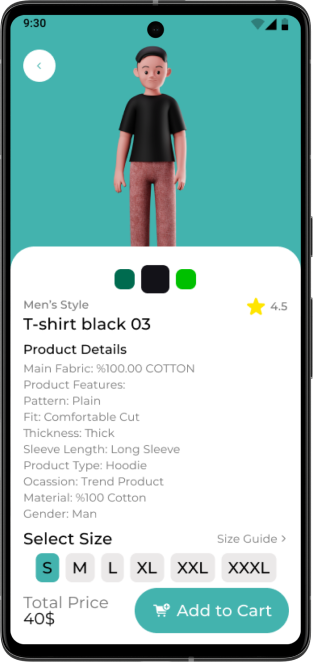 9:30
Men's Style
4.5
T-shirt black 03
Product Details
Main Fabric: %100.00 COTTON
Product Features:
Pattern: Plain
Fit: Comfortable Cut
Thickness: Thick
Sleeve Length: Long Sleeve
Product Type: Hoodie
Ocassion: Trend Product
Material: %100 Cotton
Gender: Man
Select Size
Size Guide >
S M L XL XXL XXXL
Total Price
40$
Add to Cart